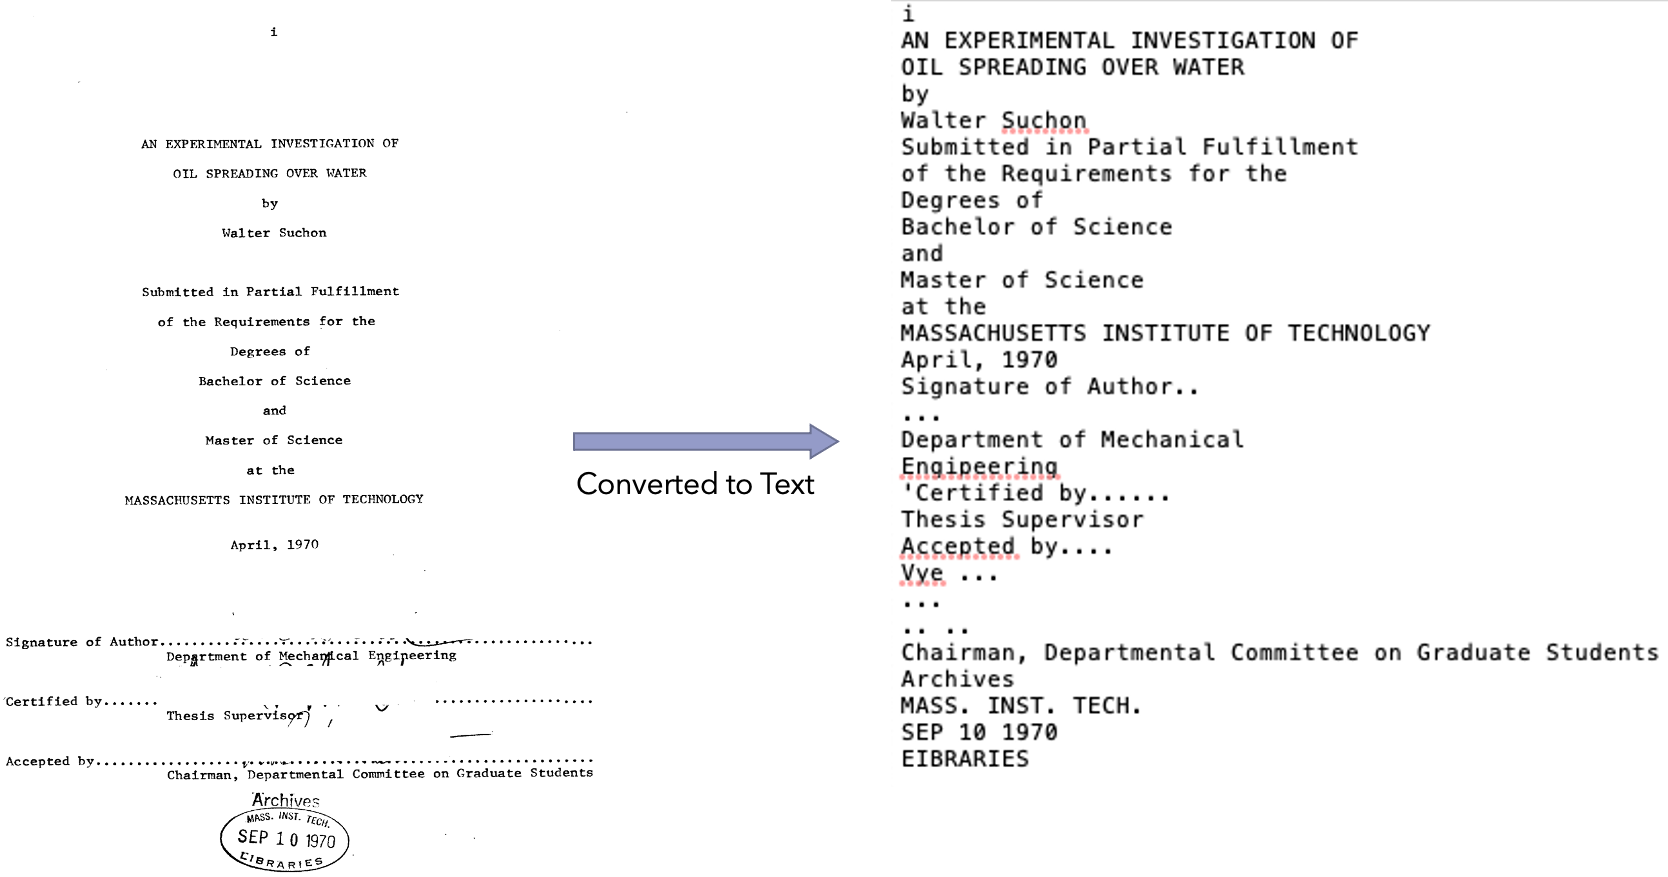 i
AN EXPERIMENTAL INVESTIGATION OF
OIL SPREADING OVER WATER
by
Walter Suchon
Submitted in Partial Fulfillment
of the Requirements for the
Degrees of
Bachelor of Science
and
Master of Science
at the
MASSACHUSETTS INSTITUTE OF TECHNOLOGY
April, 1970
Signature of Author..........................................................
Department of Mechanical Engineering
Certified by....... .....................
Thesis Supervisor
Accepted by...................................................................
Chairman, Departmental Committee on Graduate Students
Archives
MASS. INST. TECH.
SEP 10 1970
LIBRARIES
Converted to Text
i
AN EXPERIMENTAL INVESTIGATION OF
OIL SPREADING OVER WATER
by
Walter Suchon
Submitted in Partial Fulfillment
of the Requirements for the
Degrees of
Bachelor of Science
and
Master of Science
at the
MASSACHUSETTS INSTITUTE OF TECHNOLOGY
April, 1970
Signature of Author..
...
Department of Mechanical
Engipeering
'Certified by......
Thesis Supervisor
Accepted by....
Vye ...
...
.. ..
Chairman, Departmental Committee on Graduate Students
Archives
MASS. INST. TECH.
SEP 10 1970
EIBRARIES